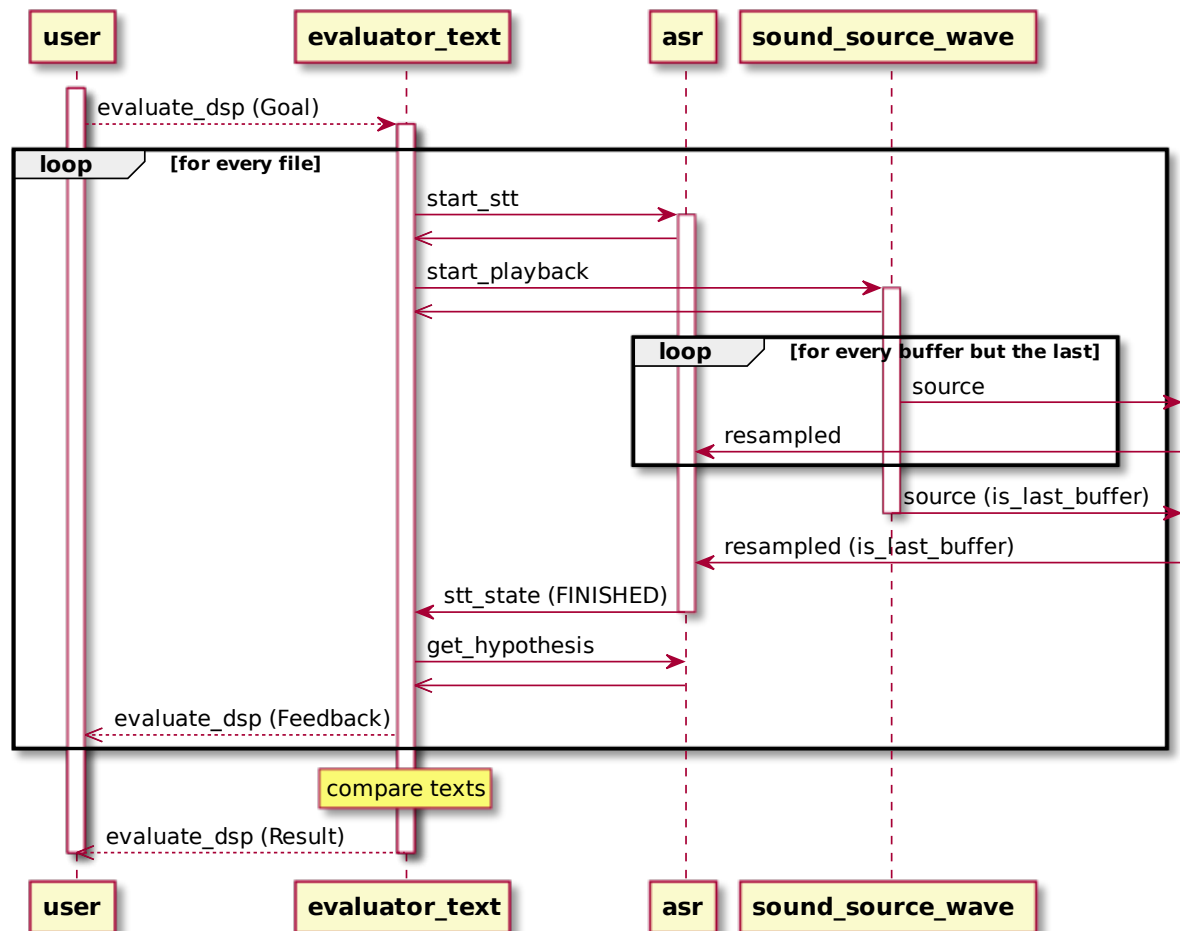 user
evaluator_text
asr
sound_source_wave
evaluate_dsp (Goal)
loop
[for every file]
start_stt
start_playback
loop
[for every buffer but the last]
source
resampled
source (is_last_buffer)
resampled (is_last_buffer)
stt_state (FINISHED)
get_hypothesis
evaluate_dsp (Feedback)
compare texts
evaluate_dsp (Result)
user
evaluator_text
asr
sound_source_wave